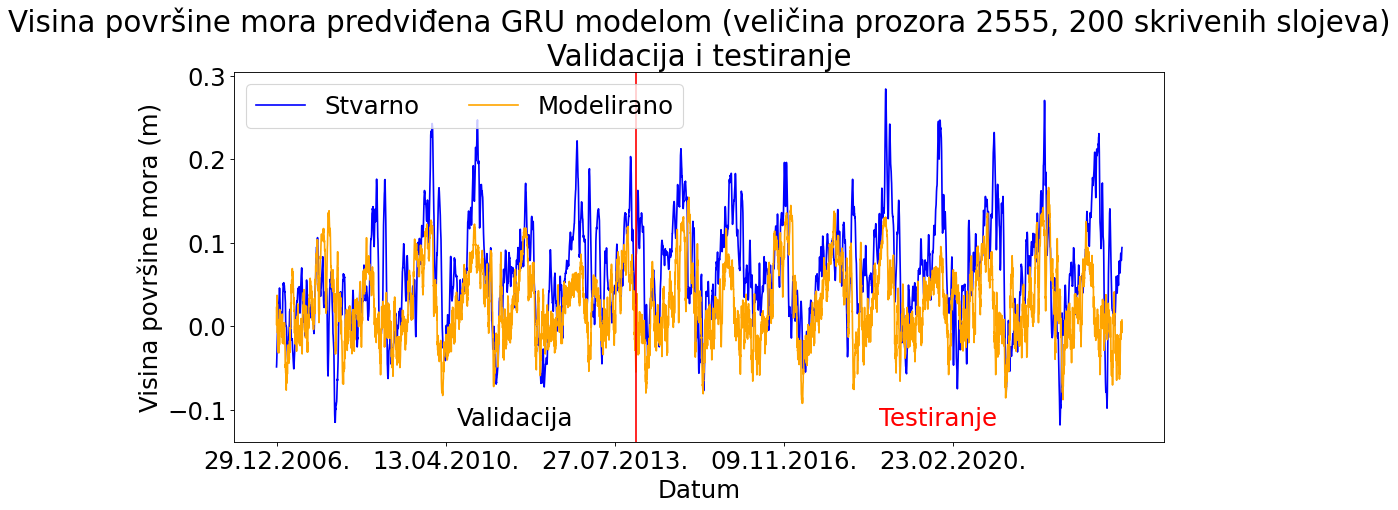 Visina površine mora predviđena GRU modelom (veličina prozora 2555, 200 skrivenih slojeva)
Validacija i testiranje
Stvarno Modelirano
Visina površine mora (m)
0.3
0.2
0.1
0.0
−0.1
Validacija Testiranje
29.12.2006. 13.04.2010. 27.07.2013. 09.11.2016. 23.02.2020.
Datum